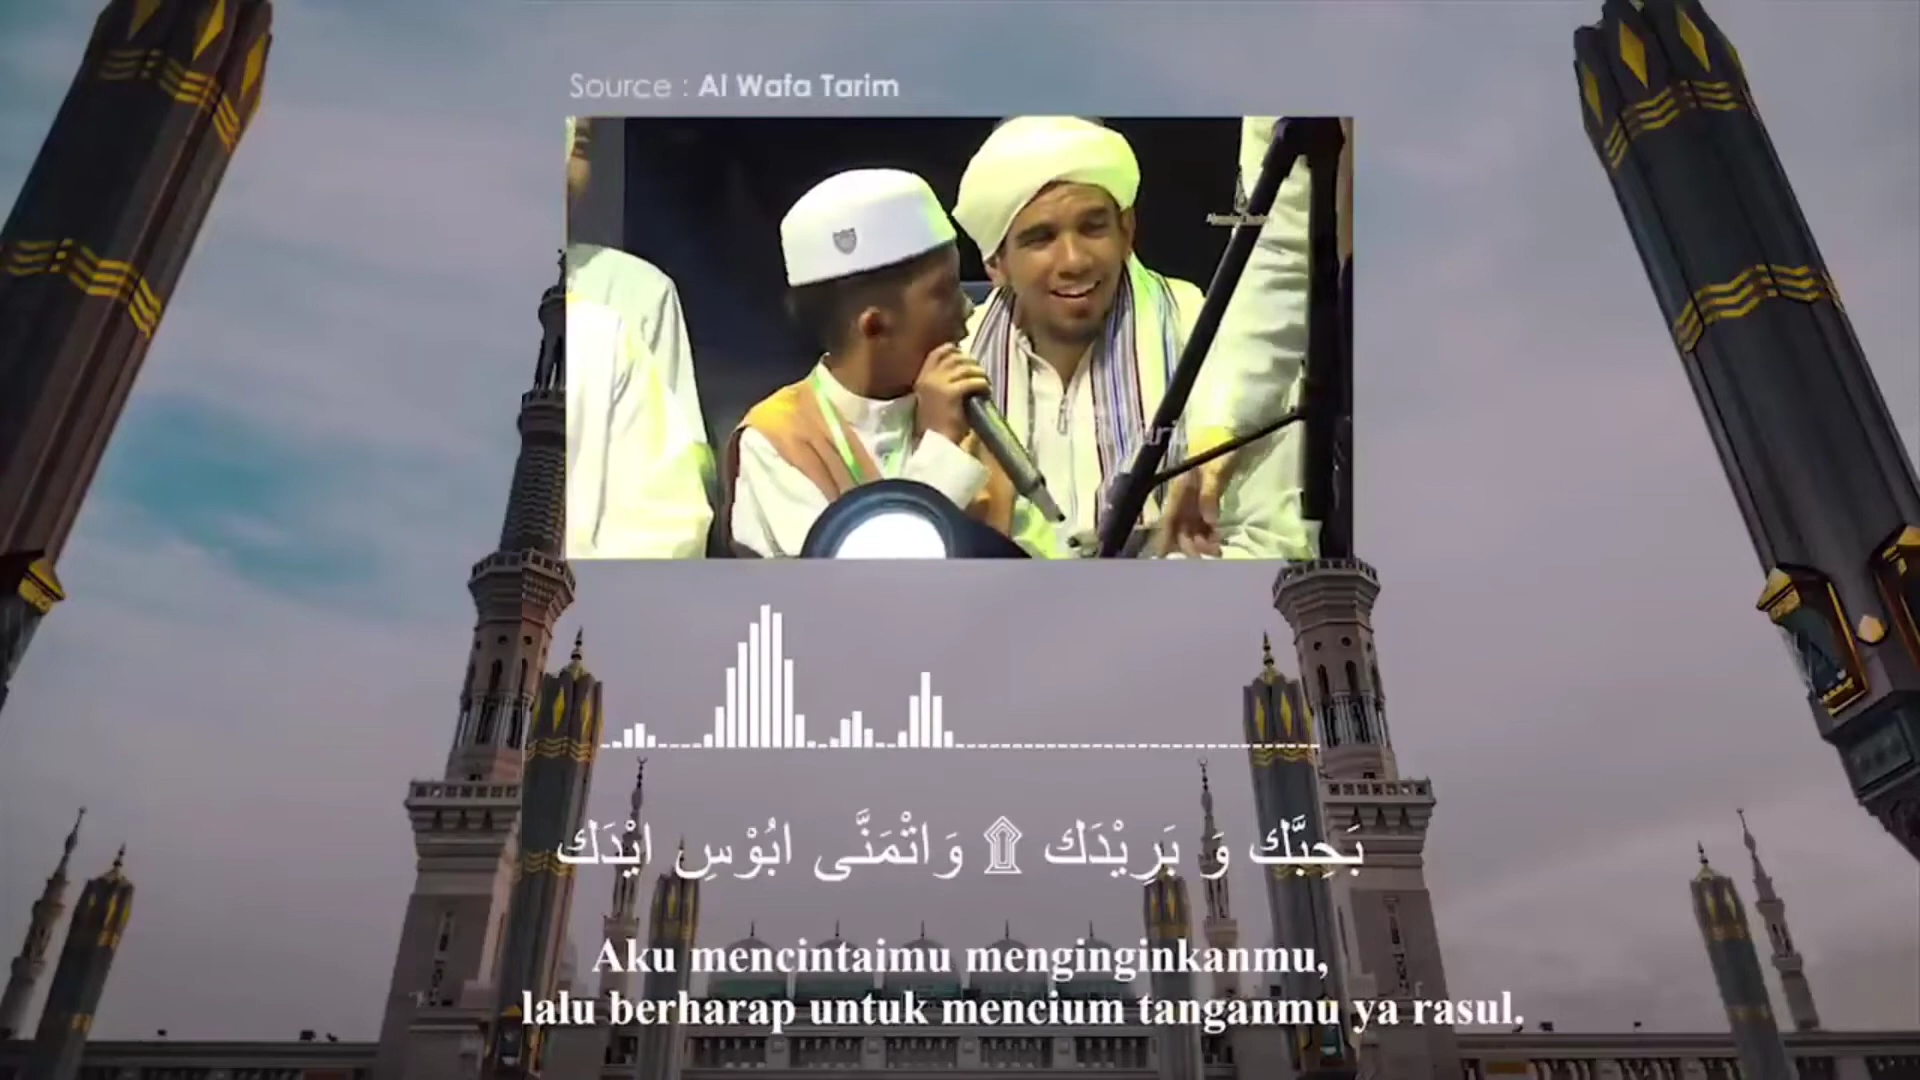 Source : Al Wafa Tarim
بَحِبَّك وَ بَرِيْدَك ۩ وَاتْمَنَّى ابُوْسِ ايْدَك
Aku mencintaimu menginginkanmu,
lalu berharap untuk mencium tanganmu ya rasul.